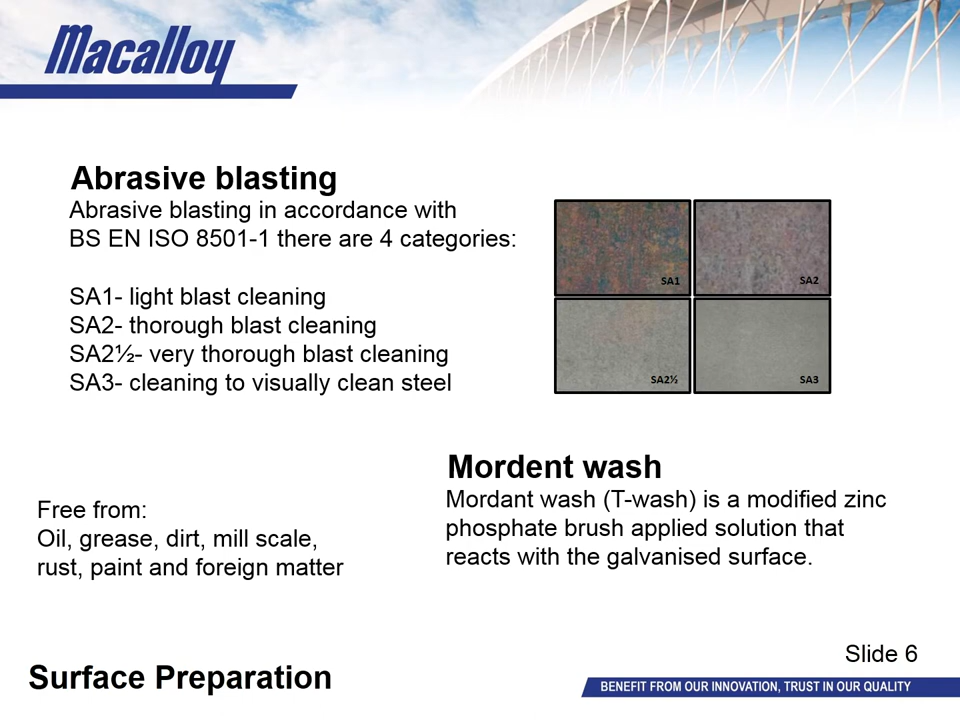 Macalloy
Abrasive blasting
Abrasive blasting in accordance with
BS EN ISO 8501-1 there are 4 categories:
SA1- light blast cleaning
SA2- thorough blast cleaning
SA2½- very thorough blast cleaning
SA3- cleaning to visually clean steel
SA1
SA2
SA2½
SA3
Free from:
Oil, grease, dirt, mill scale,
rust, paint and foreign matter
Mordent wash
Mordant wash (T-wash) is a modified zinc
phosphate brush applied solution that
reacts with the galvanised surface.
Surface Preparation
Slide 6
BENEFIT FROM OUR INNOVATION, TRUST IN OUR QUALITY